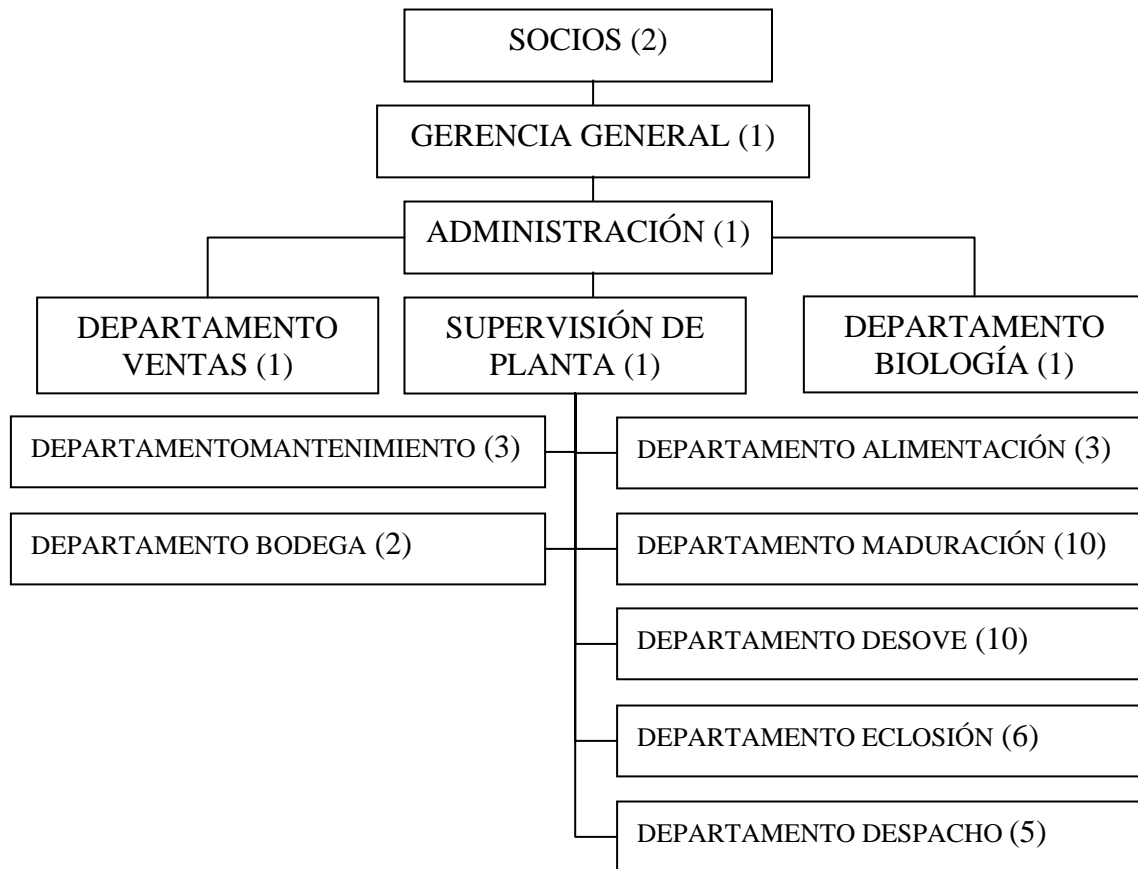 SOCIOS (2)
GERENCIA GENERAL (1)
ADMINISTRACIÓN (1)
DEPARTAMENTO
VENTAS (1)
SUPERVISIÓN DE
PLANTA (1)
DEPARTAMENTO
BIOLOGÍA (1)
DEPARTAMENTOMANTENIMIENTO (3)
DEPARTAMENTO ALIMENTACIÓN (3)
DEPARTAMENTO BODEGA (2)
DEPARTAMENTO MADURACIÓN (10)
DEPARTAMENTO DESOVE (10)
DEPARTAMENTO ECLOSIÓN (6)
DEPARTAMENTO DESPACHO (5)